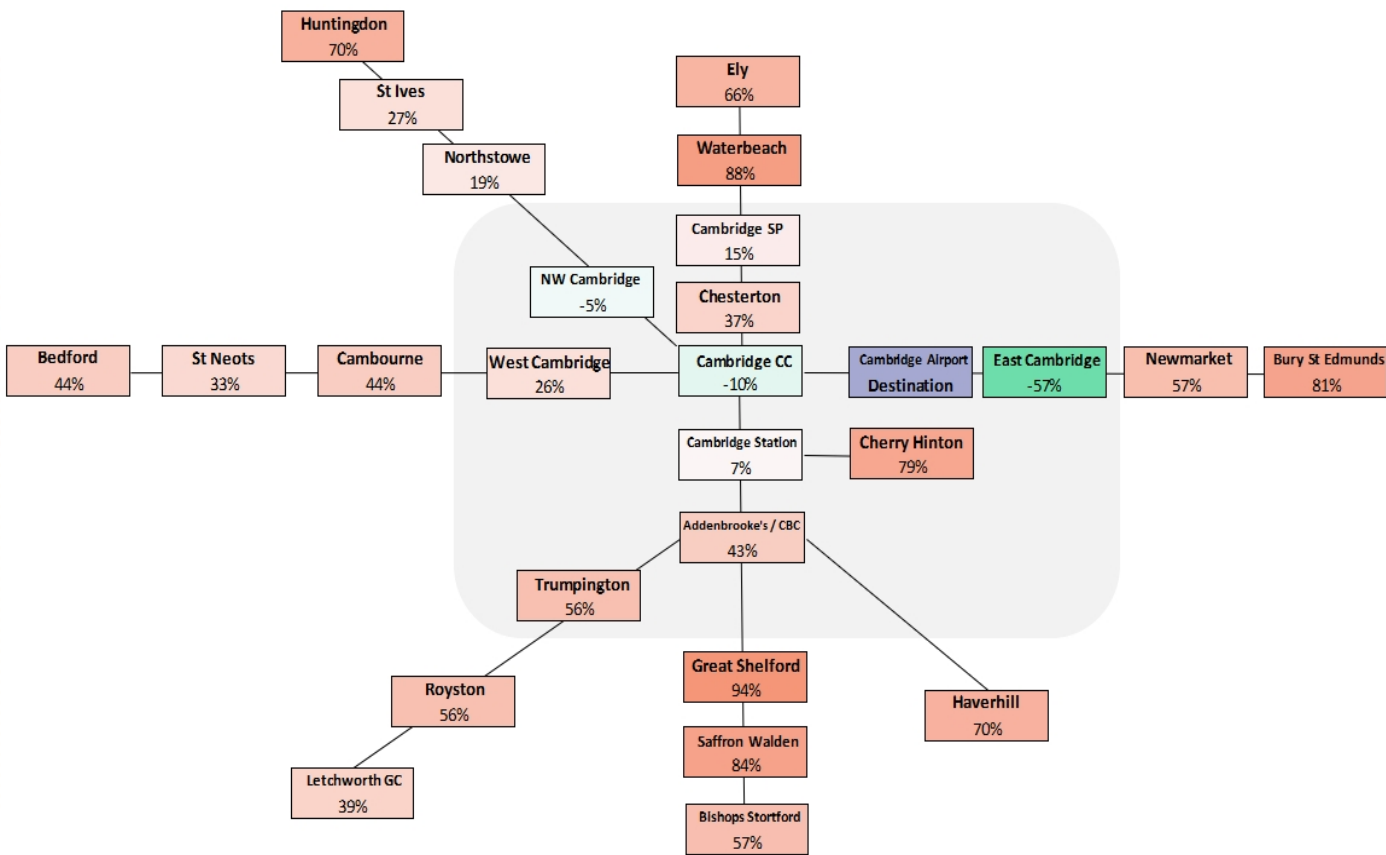 Huntingdon
70%
St Ives
27%
Northstowe
19%
Ely
66%
Waterbeach
88%
Cambridge SP
15%
NW Cambridge
-5%
Chesterton
37%
Bedford
44%
St Neots
33%
Cambourne
44%
West Cambridge
26%
Cambridge CC
-10%
Cambridge Airport
Destination
East Cambridge
-57%
Newmarket
57%
Bury St Edmunds
81%
Cambridge Station
7%
Cherry Hinton
79%
Addenbrooke's / CBC
43%
Trumpington
56%
Royston
56%
Letchworth GC
39%
Great Shelford
94%
Saffron Walden
84%
Bishops Stortford
57%
Haverhill
70%